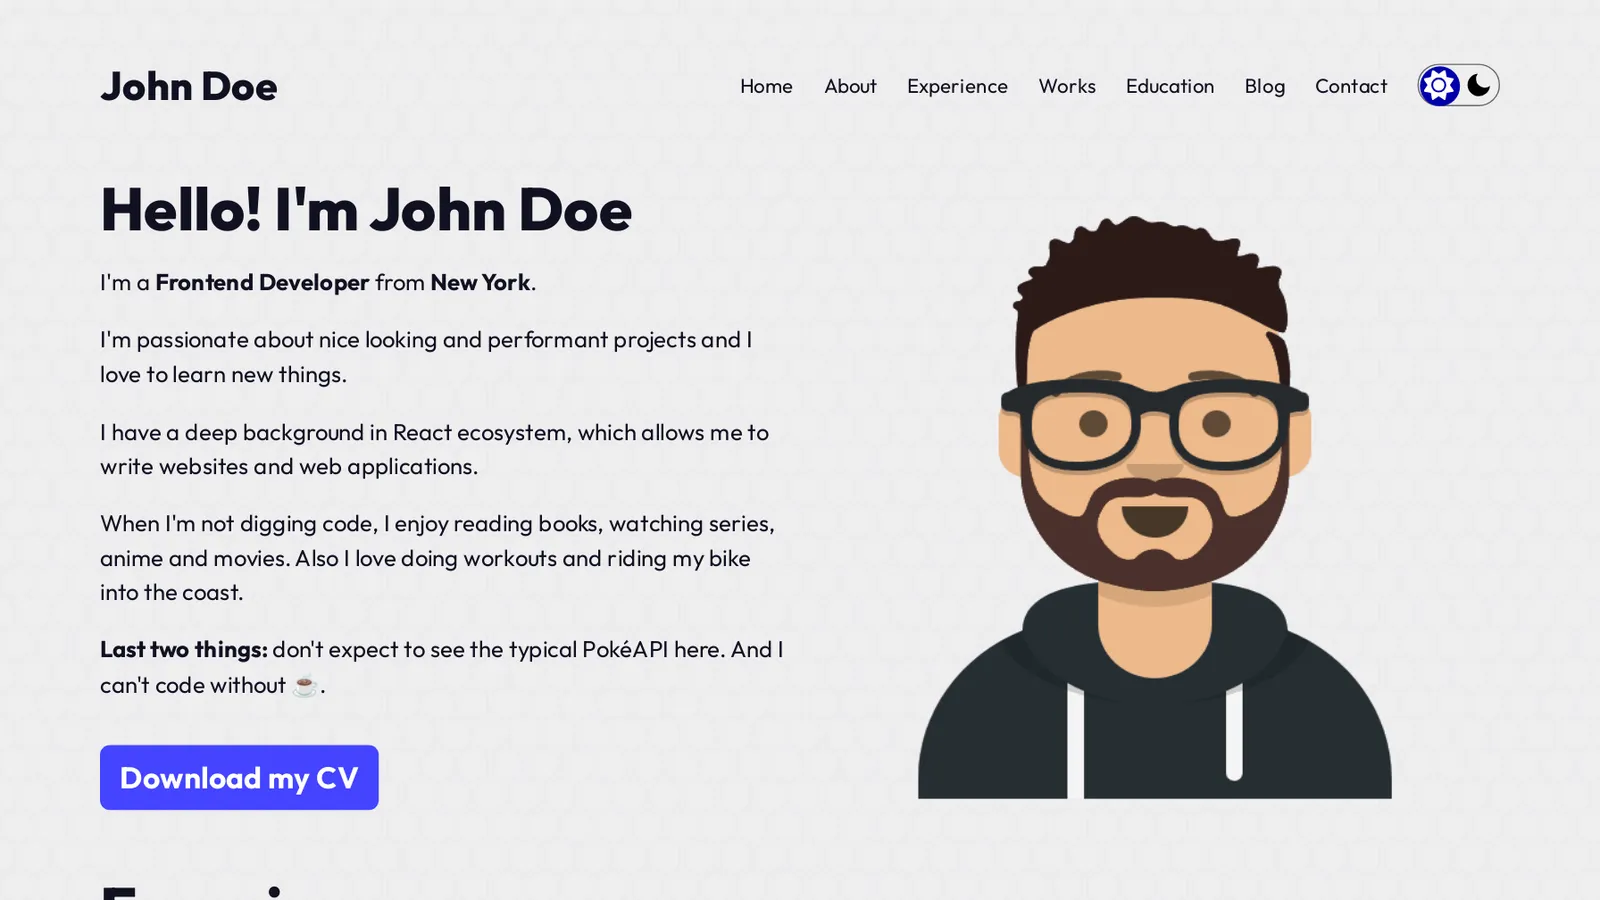 John Doe
Home About Experience Works Education Blog Contact
Hello! I'm John Doe
I'm a Frontend Developer from New York.
I'm passionate about nice looking and performant projects and I
love to learn new things.
I have a deep background in React ecosystem, which allows me to
write websites and web applications.
When I'm not digging code, I enjoy reading books, watching series,
anime and movies. Also I love doing workouts and riding my bike
into the coast.
Last two things: don't expect to see the typical PokéAPI here. And I
can't code without ☕.
Download my CV